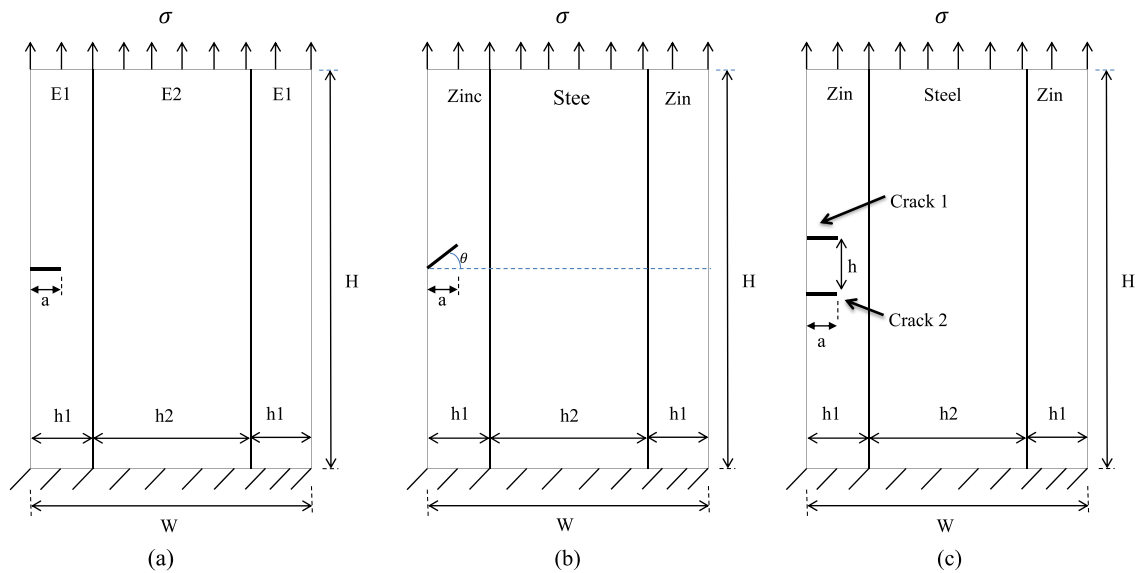 σ
E1 E2 E1
H
a
h1 h2 h1
W
(a)
σ
Zinc Stee Zin
θ
H
a
h1 h2 h1
W
(b)
σ
Zin Steel Zin
Crack 1
h
H
Crack 2
a
h1 h2 h1
W
(c)